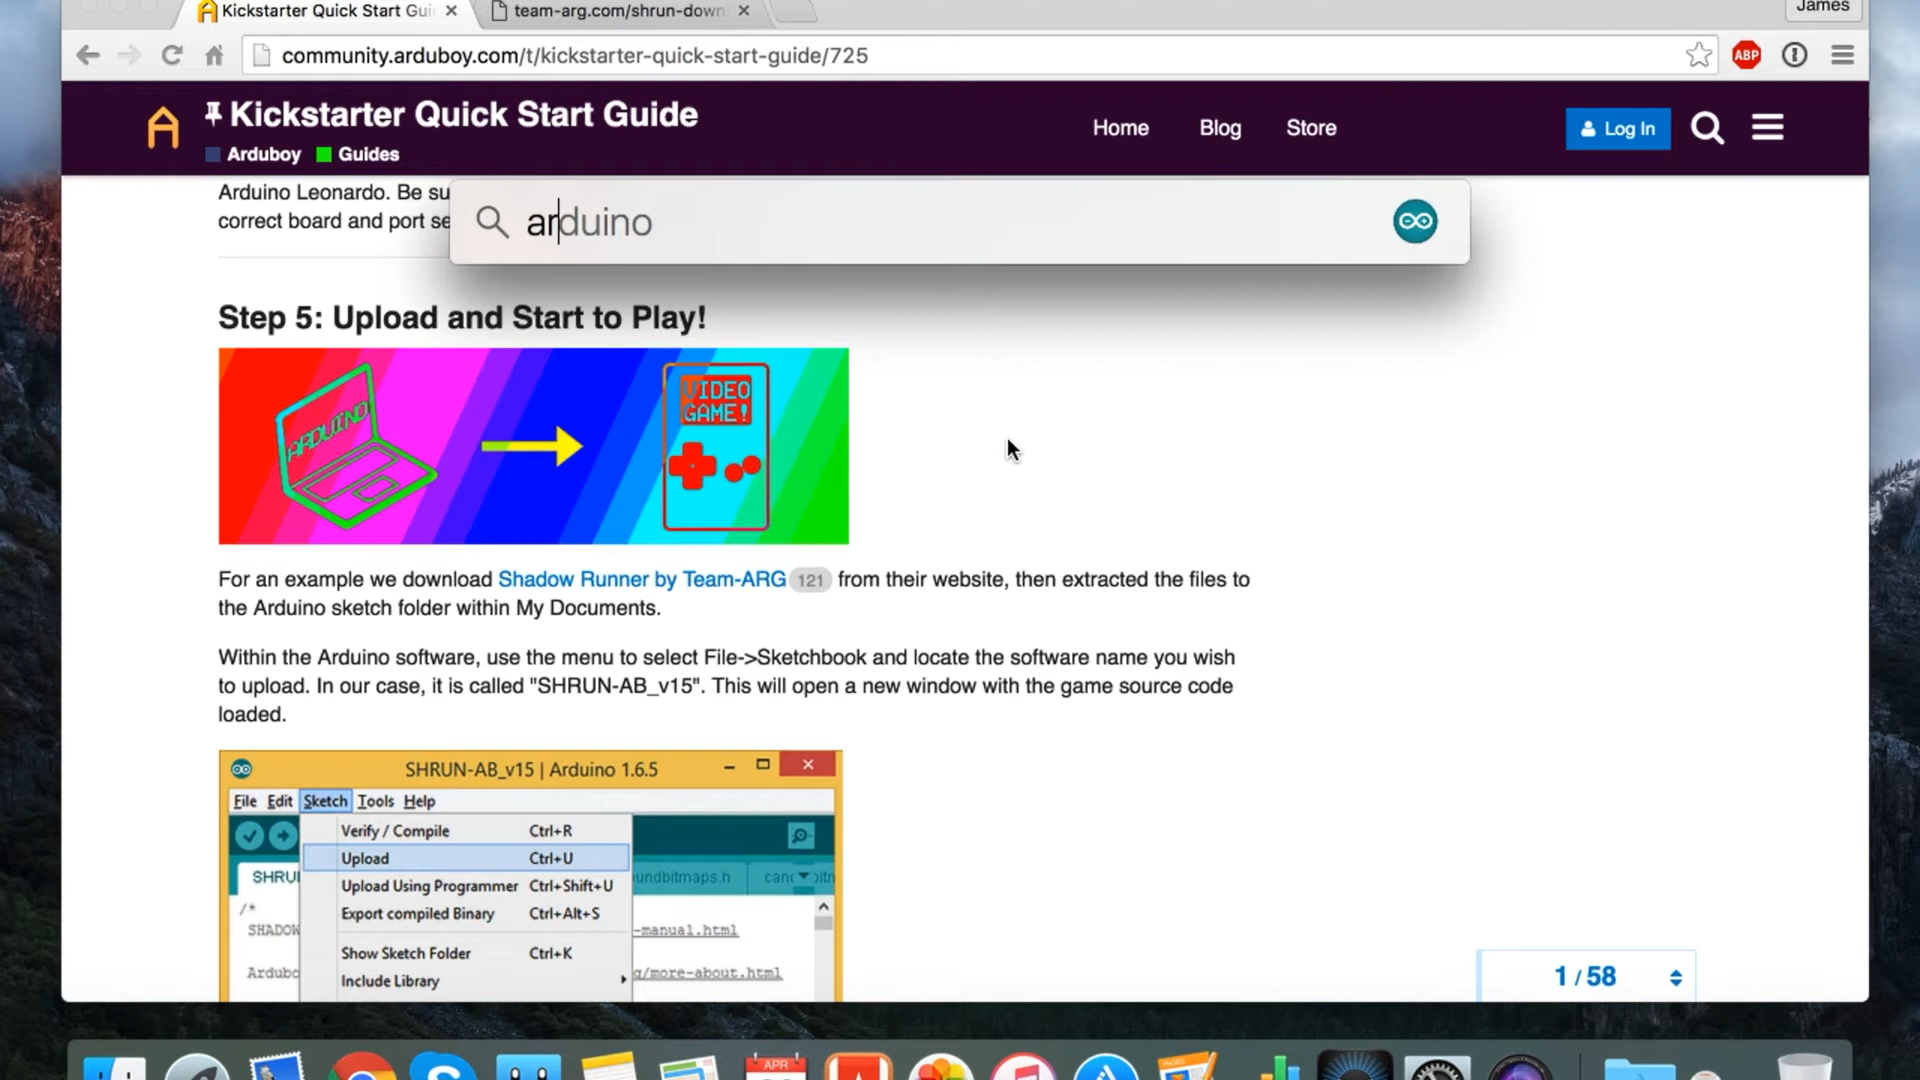 Kickstarter Quick Start Gui
team-arg.com/shrun-down
James
community.arduboy.com/t/kickstarter-quick-start-guide/725
ABP
Kickstarter Quick Start Guide
Arduboy Guides
Home Blog Store
Log In
Arduino Leonardo. Be su
correct board and port se
arduino
Step 5: Upload and Start to Play!
ARDUINO
VIDEO
GAME!
For an example we download Shadow Runner by Team-ARG 121 from their website, then extracted the files to
the Arduino sketch folder within My Documents.
Within the Arduino software, use the menu to select File->Sketchbook and locate the software name you wish
to upload. In our case, it is called "SHRUN-AB_v15". This will open a new window with the game source code
loaded.
SHRUN-AB_v15 | Arduino 1.6.5
File Edit Sketch Tools Help
Verify / Compile Ctrl+R
Upload Ctrl+U
SHRU
undbitmaps.h
Upload Using Programmer Ctrl+Shift+U
/*
Export compiled Binary Ctrl+Alt+S
SHADOW
-manual.html
Show Sketch Folder Ctrl+K
Ardubo
g/more-about.html
Include Library
1 / 58
APR
PAGES